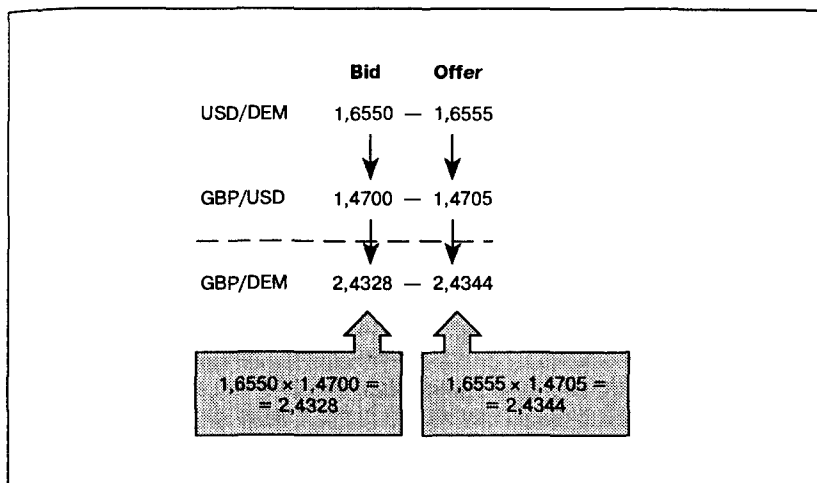 Bid Offer
USD/DEM 1,6550 — 1,6555
GBP/USD 1,4700 — 1,4705
GBP/DEM 2,4328 — 2,4344
1,6550 × 1,4700 =
= 2,4328
1,6555 × 1,4705 =
= 2,4344